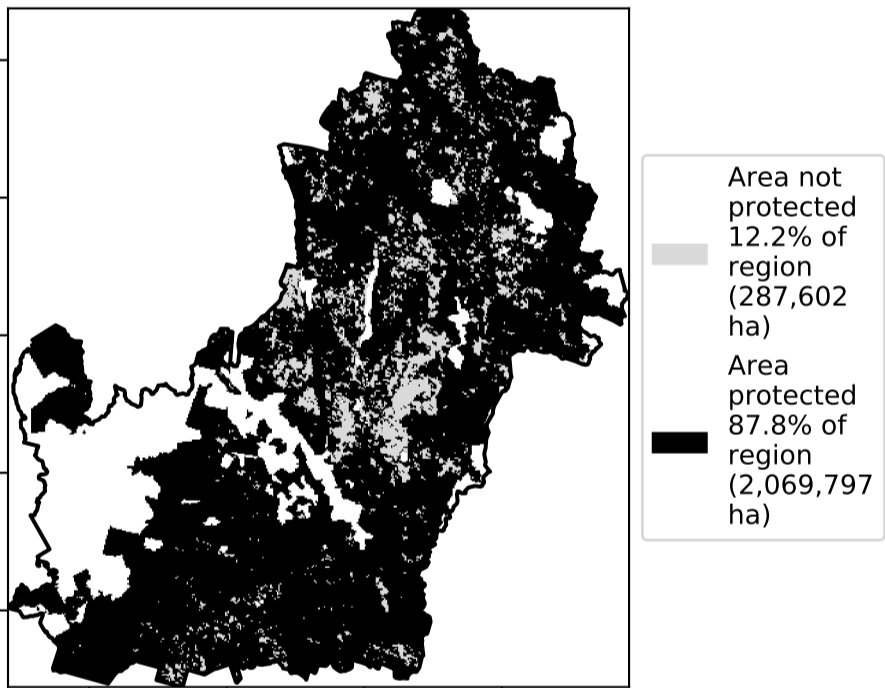 Area not
protected
12.2% of
region
(287,602
ha)
Area
protected
87.8% of
region
(2,069,797
ha)